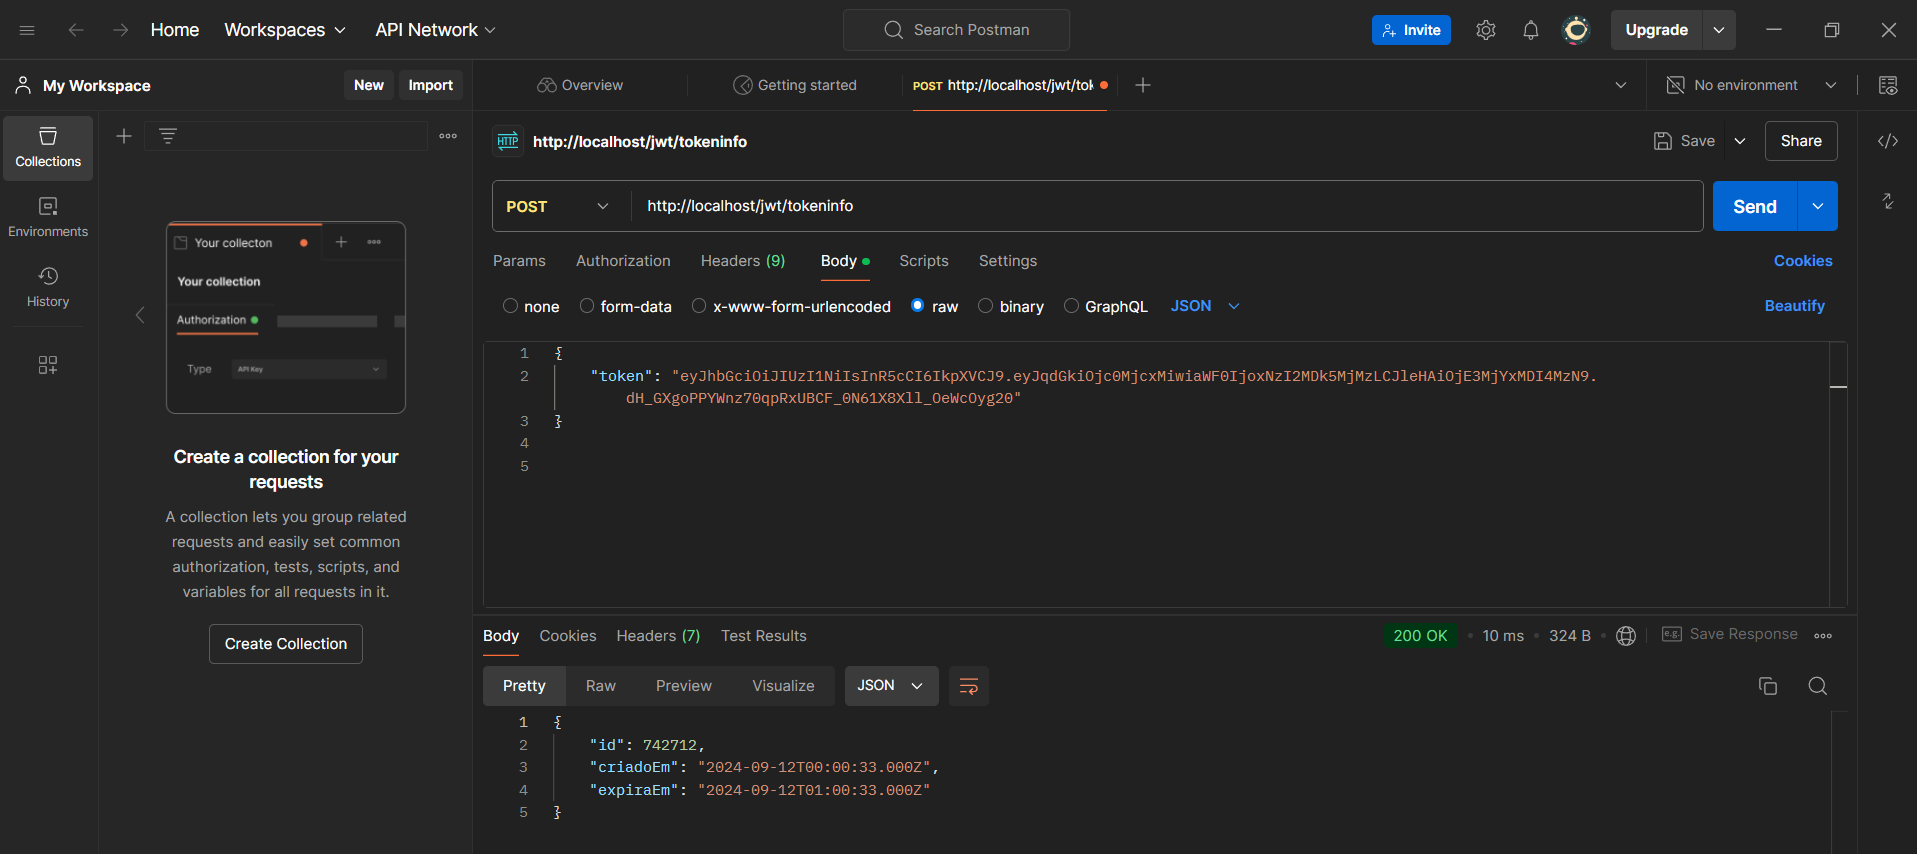 Home Workspaces API Network Search Postman Invite Upgrade
My Workspace New Import Overview Getting started POST http://localhost/jwt/tok No environment
Collections
Environments
History
Your collecton
Your collection
Authorization
Type API Key
Create a collection for your
requests
A collection lets you group related
requests and easily set common
authorization, tests, scripts, and
variables for all requests in it.
Create Collection
HTTP http://localhost/jwt/tokeninfo Save Share
POST http://localhost/jwt/tokeninfo Send
Params Authorization Headers (9) Body Scripts Settings Cookies
none form-data x-www-form-urlencoded raw binary GraphQL JSON Beautify
1 {
2 "token": "eyJhbGciOiJIUzI1NiIsInR5cCI6IkpXVCJ9.eyJqdGkiOjc0MjcxMiwiaWF0IjoxNzI2MDk5MjMzLCJleHAiOjE3MjYxMDI4MzN9.
dH_GXgoPPYWnz70qpRxUBCF_0N61X8Xll_OeWcOyg20"
3 }
4
5
Body Cookies Headers (7) Test Results 200 OK 10 ms 324 B e.g. Save Response
Pretty Raw Preview Visualize JSON
1 {
2 "id": 742712,
3 "criadoEm": "2024-09-12T00:00:33.000Z",
4 "expiraEm": "2024-09-12T01:00:33.000Z"
5 }